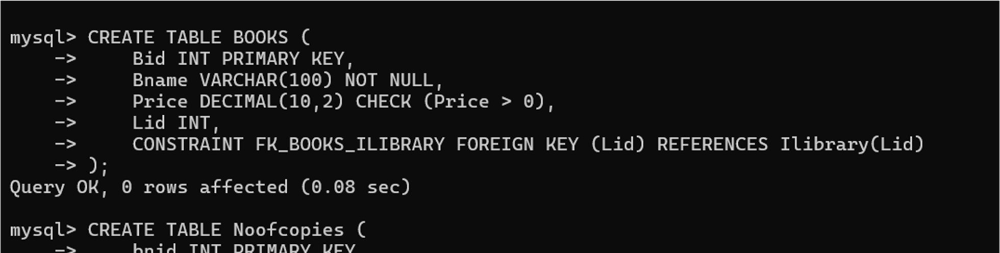 mysql> CREATE TABLE BOOKS (
    ->     Bid INT PRIMARY KEY,
    ->     Bname VARCHAR(100) NOT NULL,
    ->     Price DECIMAL(10,2) CHECK (Price > 0),
    ->     Lid INT,
    ->     CONSTRAINT FK_BOOKS_ILIBRARY FOREIGN KEY (Lid) REFERENCES Ilibrary(Lid)
    -> );
Query OK, 0 rows affected (0.08 sec)
mysql> CREATE TABLE Noofcopies (
    ->     bnid INT PRIMARY KEY